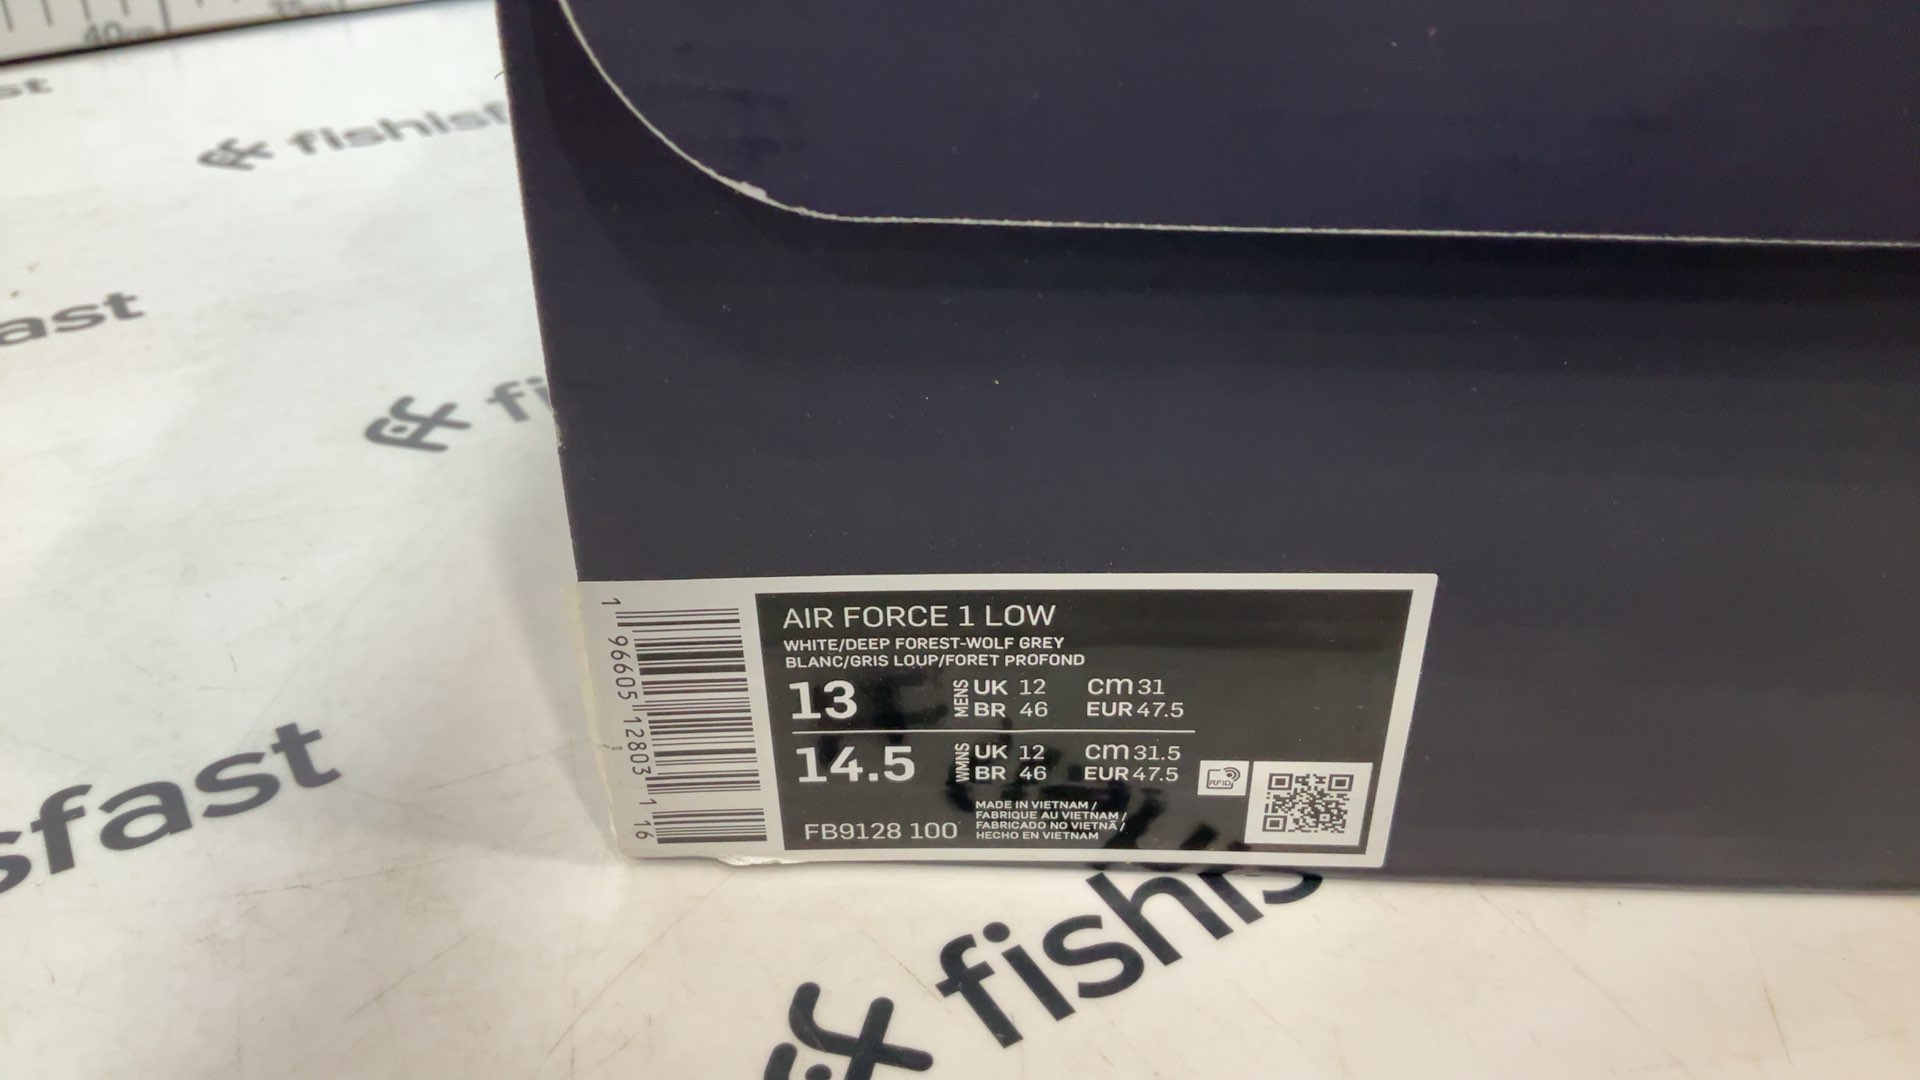 40cm
fishisfast
AIR FORCE 1 LOW
WHITE/DEEP FOREST-WOLF GREY
BLANC/GRIS LOUP/FORET PROFOND
13 MENS UK 12 cm 31
BR 46 EUR 47.5
14.5 WMNS UK 12 cm 31.5
BR 46 EUR 47.5
RFID
FB9128 100
MADE IN VIETNAM /
FABRIQUE AU VIETNAM /
FABRICADO NO VIETNÃ /
HECHO EN VIETNAM
1 96605 12803 1 16
sfast
fishis